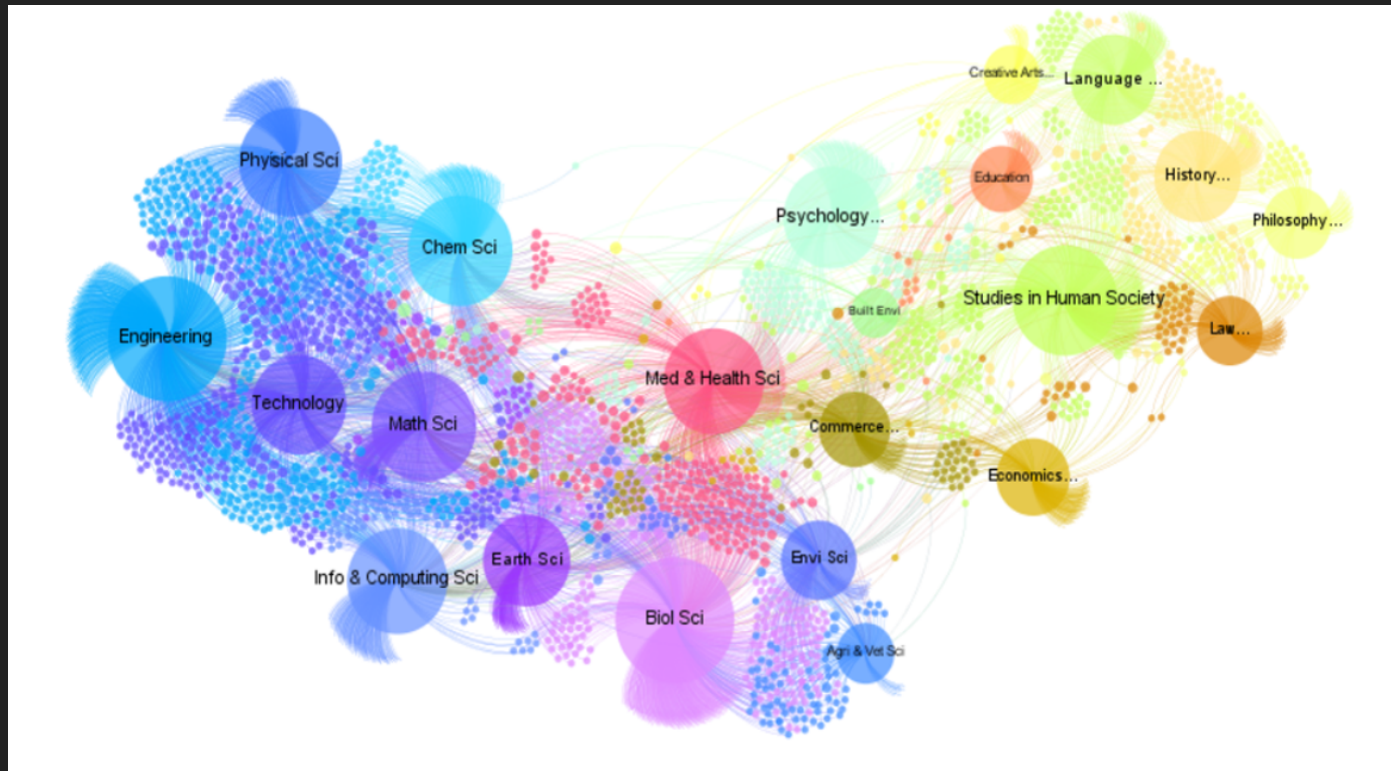 Creative Arts...
Language ...
Physical Sci
Education
History...
Psychology...
Philosophy...
Chem Sci
Studies in Human Society
Built Envi
Engineering
Law...
Med & Health Sci
Technology
Math Sci
Commerce...
Economics...
Earth Sci
Envi Sci
Info & Computing Sci
Biol Sci
Agri & Vet Sci